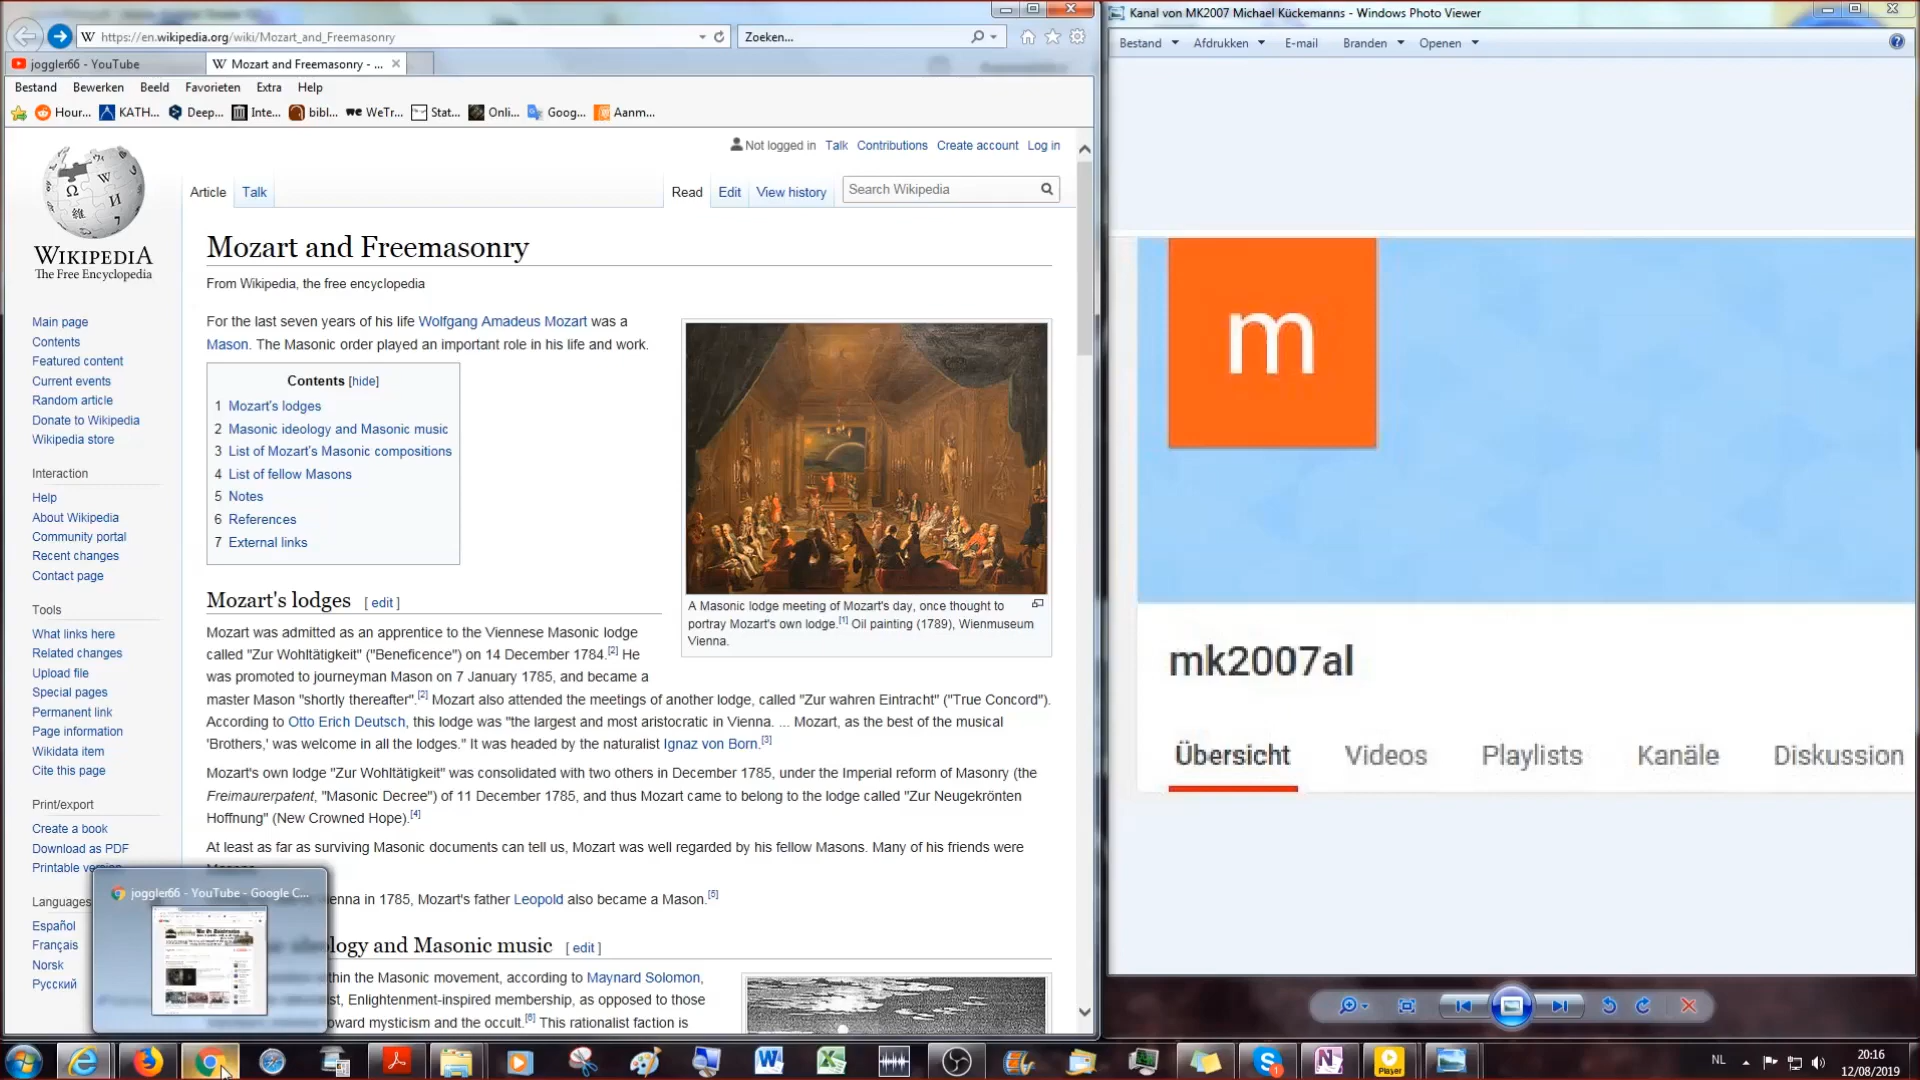 https://en.wikipedia.org/wiki/Mozart_and_Freemasonry
Zoeken...
joggler66 - YouTube
Mozart and Freemasonry - ...
Bestand Bewerken Beeld Favorieten Extra Help
Hour... KATH... Deep... Inte... bibl... WeTr... Stat... Onli... Goog... Aanm...
Not logged in Talk Contributions Create account Log in
Article Talk Read Edit View history Search Wikipedia
WIKIPEDIA
The Free Encyclopedia
Main page
Contents
Featured content
Current events
Random article
Donate to Wikipedia
Wikipedia store
Interaction
Help
About Wikipedia
Community portal
Recent changes
Contact page
Tools
What links here
Related changes
Upload file
Special pages
Permanent link
Page information
Wikidata item
Cite this page
Print/export
Create a book
Download as PDF
Printable
Languages
Español
Français
Norsk
Русский
Mozart and Freemasonry
From Wikipedia, the free encyclopedia
For the last seven years of his life Wolfgang Amadeus Mozart was a
Mason. The Masonic order played an important role in his life and work.
Contents [hide]
1 Mozart's lodges
2 Masonic ideology and Masonic music
3 List of Mozart's Masonic compositions
4 List of fellow Masons
5 Notes
6 References
7 External links
A Masonic lodge meeting of Mozart's day, once thought to
portray Mozart's own lodge.[1] Oil painting (1789), Wienmuseum
Vienna.
Mozart's lodges [ edit ]
Mozart was admitted as an apprentice to the Viennese Masonic lodge
called "Zur Wohltätigkeit" ("Beneficence") on 14 December 1784.[2] He
was promoted to journeyman Mason on 7 January 1785, and became a
master Mason "shortly thereafter".[2] Mozart also attended the meetings of another lodge, called "Zur wahren Eintracht" ("True Concord").
According to Otto Erich Deutsch, this lodge was "the largest and most aristocratic in Vienna. ... Mozart, as the best of the musical
'Brothers,' was welcome in all the lodges." It was headed by the naturalist Ignaz von Born.[3]
Mozart's own lodge "Zur Wohltätigkeit" was consolidated with two others in December 1785, under the Imperial reform of Masonry (the
Freimaurerpatent, "Masonic Decree") of 11 December 1785, and thus Mozart came to belong to the lodge called "Zur Neugekrönten
Hoffnung" (New Crowned Hope).[4]
At least as far as surviving Masonic documents can tell us, Mozart was well regarded by his fellow Masons. Many of his friends were
enna in 1785, Mozart's father Leopold also became a Mason.[5]
logy and Masonic music [ edit ]
thin the Masonic movement, according to Maynard Solomon,
t, Enlightenment-inspired membership, as opposed to those
oward mysticism and the occult.[6] This rationalist faction is
joggler66 - YouTube - Google C...
Kanal von MK2007 Michael Kückemanns - Windows Photo Viewer
Bestand Afdrukken E-mail Branden Openen
m
mk2007al
Übersicht Videos Playlists Kanäle Diskussion
Player
NL
20:16
12/08/2019